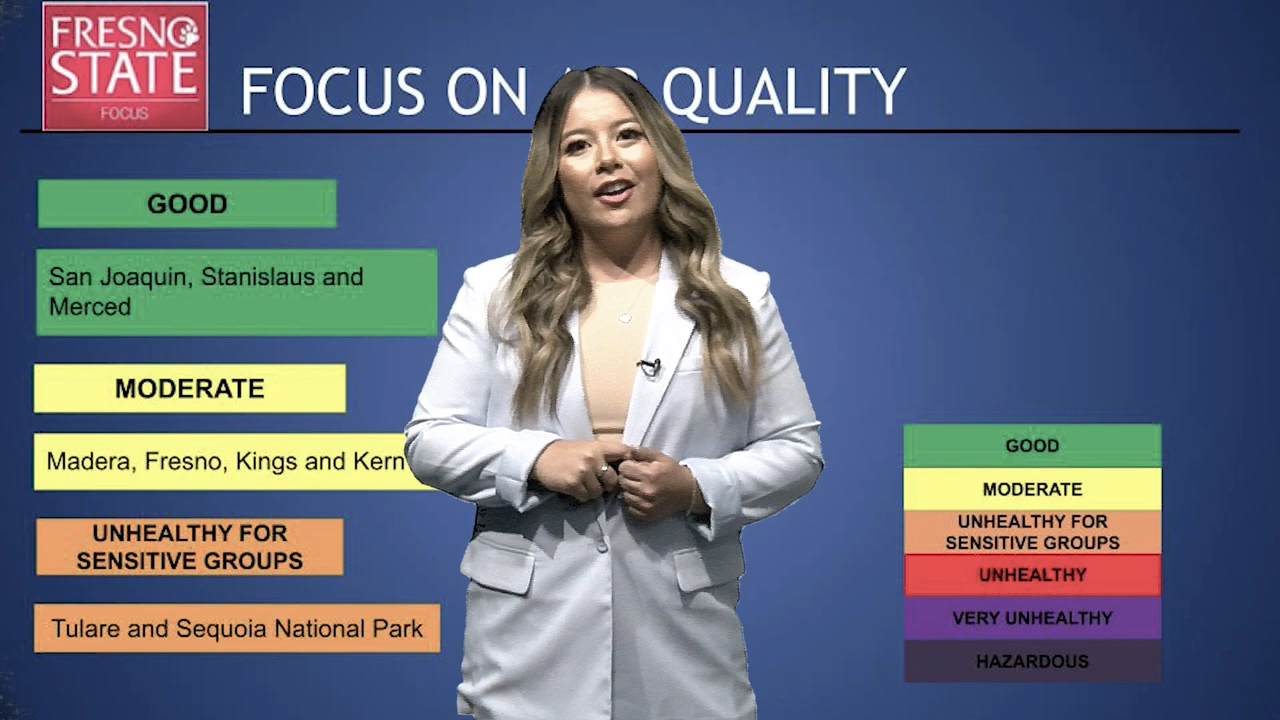 FRESNO
STATE
FOCUS
FOCUS ON QUALITY
GOOD
San Joaquin, Stanislaus and
Merced
MODERATE
Madera, Fresno, Kings and Kern
UNHEALTHY FOR
SENSITIVE GROUPS
Tulare and Sequoia National Park
GOOD
MODERATE
UNHEALTHY FOR
SENSITIVE GROUPS
UNHEALTHY
VERY UNHEALTHY
HAZARDOUS